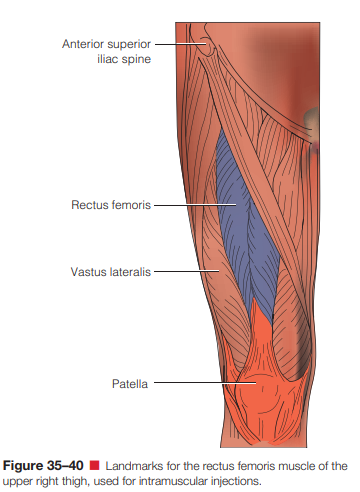 Anterior superior
iliac spine
Rectus femoris
Vastus lateralis
Patella
Figure 35–40 ■ Landmarks for the rectus femoris muscle of the
upper right thigh, used for intramuscular injections.